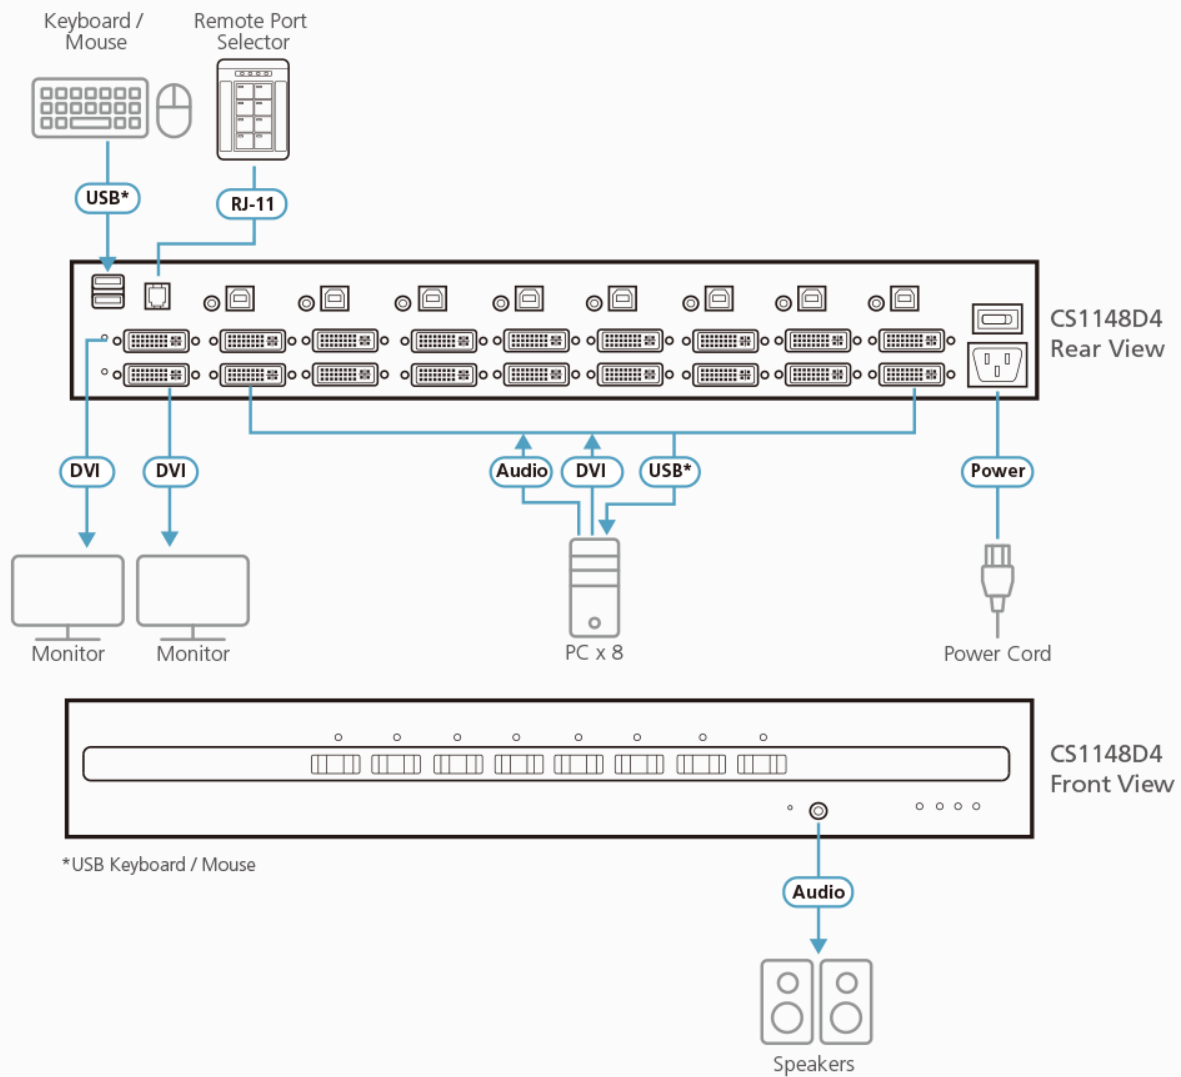 Keyboard /
Mouse
Remote Port
Selector
USB*
RJ-11
CS1148D4
Rear View
DVI
DVI
Audio
DVI
USB*
Power
Monitor
Monitor
PC x 8
Power Cord
CS1148D4
Front View
*USB Keyboard / Mouse
Audio
Speakers